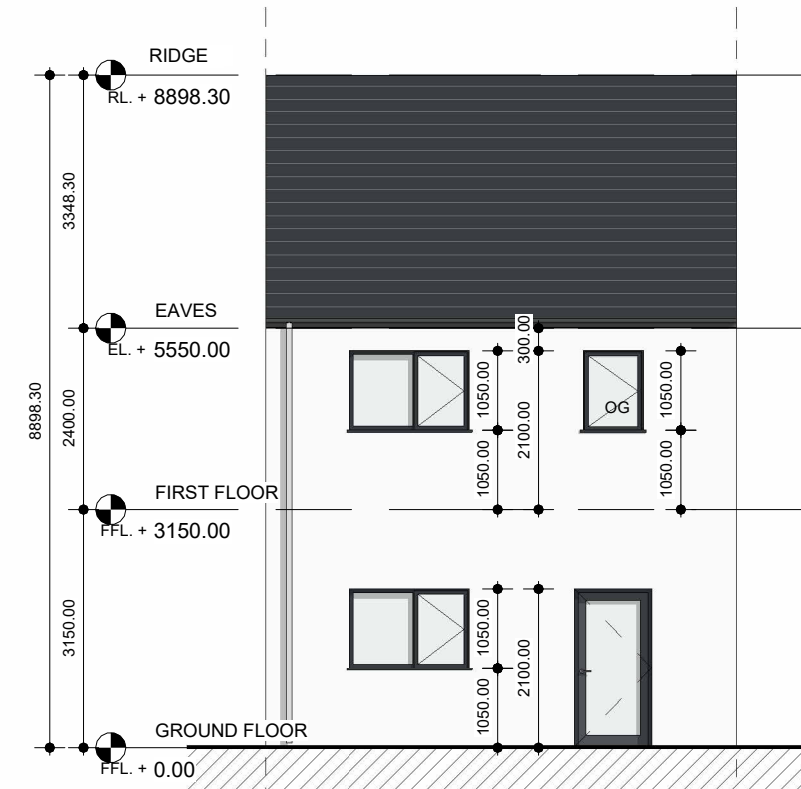 RIDGE
RL. + 8898.30
3348.30
EAVES
EL. + 5550.00
300.00
1050.00
1050.00
OG
8898.30
2400.00
2100.00
1050.00
1050.00
FIRST FLOOR
FFL. + 3150.00
3150.00
1050.00
2100.00
1050.00
GROUND FLOOR
FFL. + 0.00